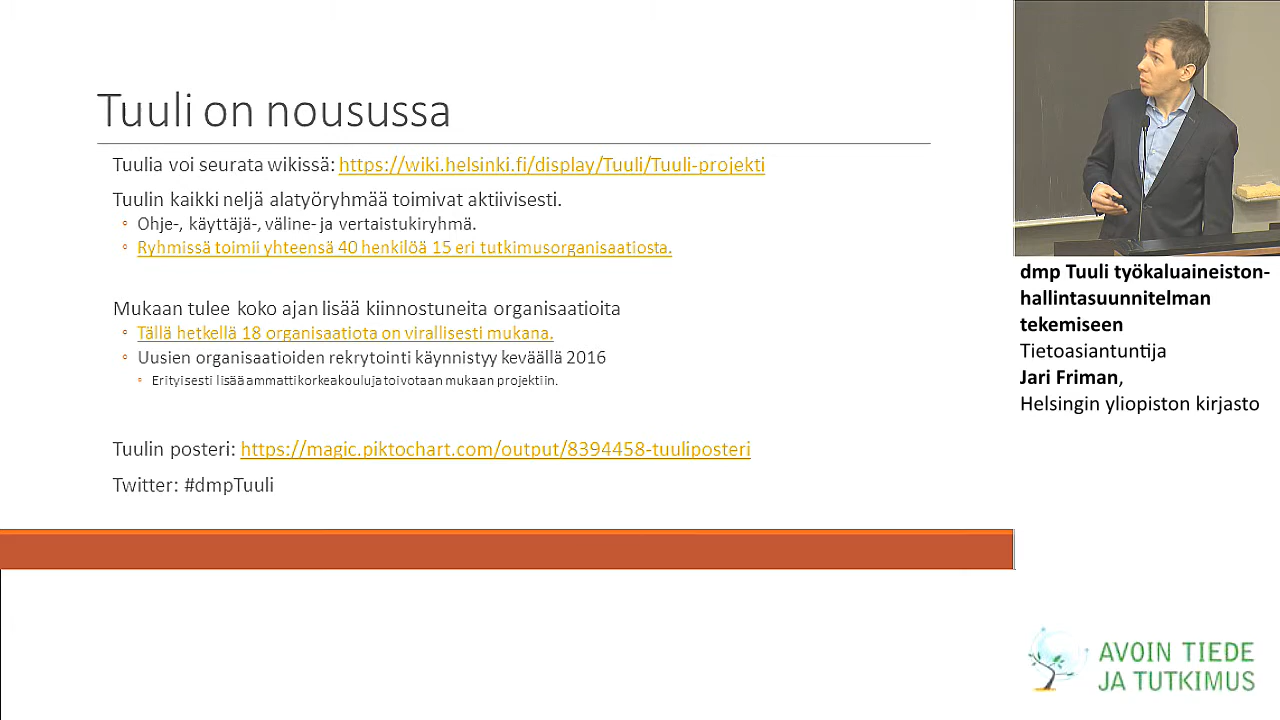 Tuuli on nousussa
Tuulia voi seurata wikissä: https://wiki.helsinki.fi/display/Tuuli/Tuuli-projekti
Tuulin kaikki neljä alatyöryhmää toimivat aktiivisesti.
◦ Ohje-, käyttäjä-, väline- ja vertaistukiryhmä.
◦ Ryhmissä toimii yhteensä 40 henkilöä 15 eri tutkimusorganisaatiosta.
Mukaan tulee koko ajan lisää kiinnostuneita organisaatioita
◦ Tällä hetkellä 18 organisaatiota on virallisesti mukana.
◦ Uusien organisaatioiden rekrytointi käynnistyy keväällä 2016
◦ Erityisesti lisää ammattikorkeakouluja toivotaan mukaan projektiin.
Tuulin posteri: https://magic.piktochart.com/output/8394458-tuuliposteri
Twitter: #dmpTuuli
dmp Tuuli työkaluaineiston-
hallintasuunnitelman
tekemiseen
Tietoasiantuntija
Jari Friman,
Helsingin yliopiston kirjasto
AVOIN TIEDE
JA TUTKIMUS